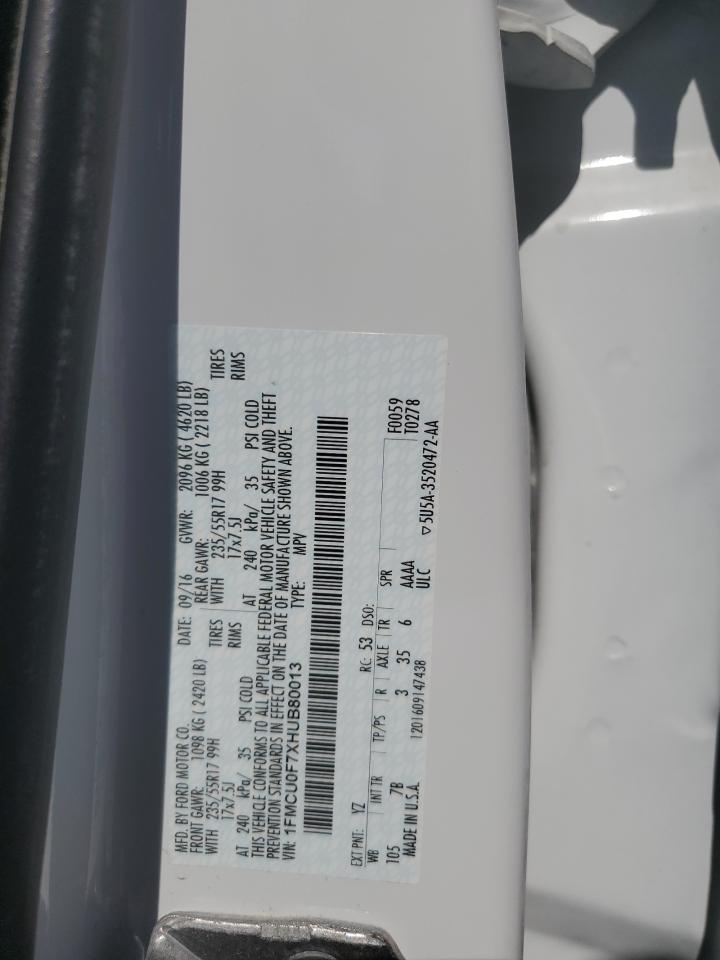 MFD. BY FORD MOTOR CO.
DATE: 09/16 GVWR: 2096 KG ( 4620 LB)
FRONT GAWR: 1098 KG ( 2420 LB)
REAR GAWR: 1006 KG ( 2218 LB)
WITH 235/55R17 99H TIRES
WITH 235/55R17 99H TIRES
17x7.5J RIMS
17x7.5J RIMS
AT 240 kPa/ 35 PSI COLD
AT 240 kPa/ 35 PSI COLD
THIS VEHICLE CONFORMS TO ALL APPLICABLE FEDERAL MOTOR VEHICLE SAFETY AND THEFT
PREVENTION STANDARDS IN EFFECT ON THE DATE OF MANUFACTURE SHOWN ABOVE.
VIN: 1FMCU0F7XHUB80013
TYPE: MPV
EXT PNT: YZ RC: 53 DSO:
WB INT TR TP/PS R AXLE TR SPR F0059
105 7B 3 35 6 AAAA T0278
MADE IN U.S.A. 1201609147438 ULC ▽5U5A-3520472-AA